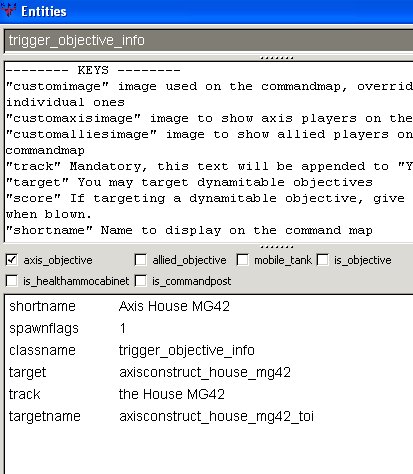 Entities
trigger_objective_info
-------- KEYS --------
"customimage" image used on the commandmap, overrid
individual ones
"customaxisimage" image to show axis players on the
"customalliesimage" image to show allied players on
commandmap
"track" Mandatory, this text will be appended to "Y
"target" You may target dynamitable objectives
"score" If targeting a dynamitable objective, give
when blown.
"shortname" Name to display on the command map
axis_objective allied_objective mobile_tank is_objective
is_healthammocabinet is_commandpost
shortname Axis House MG42
spawnflags 1
classname trigger_objective_info
target axisconstruct_house_mg42
track the House MG42
targetname axisconstruct_house_mg42_toi